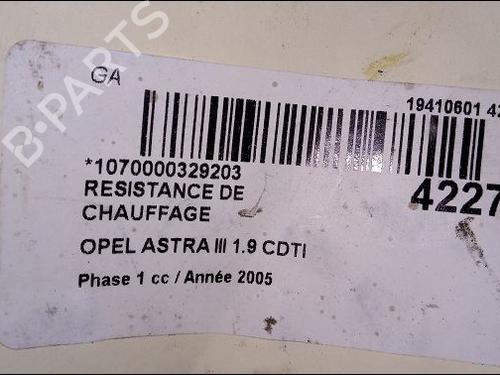 B-PARTS
GA
19410601 42
*1070000329203
4227
RESISTANCE DE
CHAUFFAGE
OPEL ASTRA III 1.9 CDTI
Phase 1 cc / Année 2005